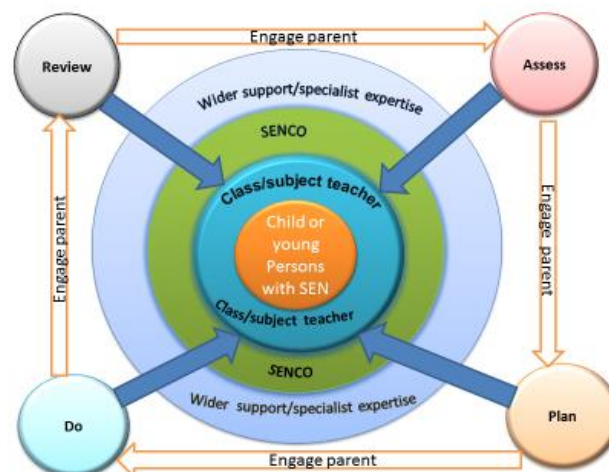 Engage parent
Review
Assess
Wider support/specialist expertise
SENCO
Class/subject teacher
Child or
young
Persons
with SEN
Engage parent
Engage parent
Class/subject teacher
SENCO
Wider support/specialist expertise
Do
Plan
Engage parent